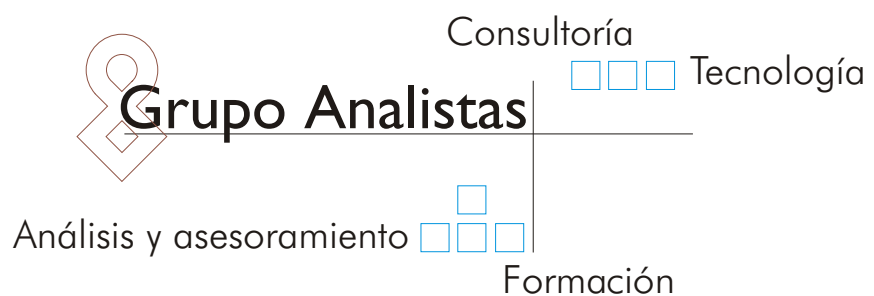 Consultoría
Tecnología
Grupo Analistas
Análisis y asesoramiento
Formación